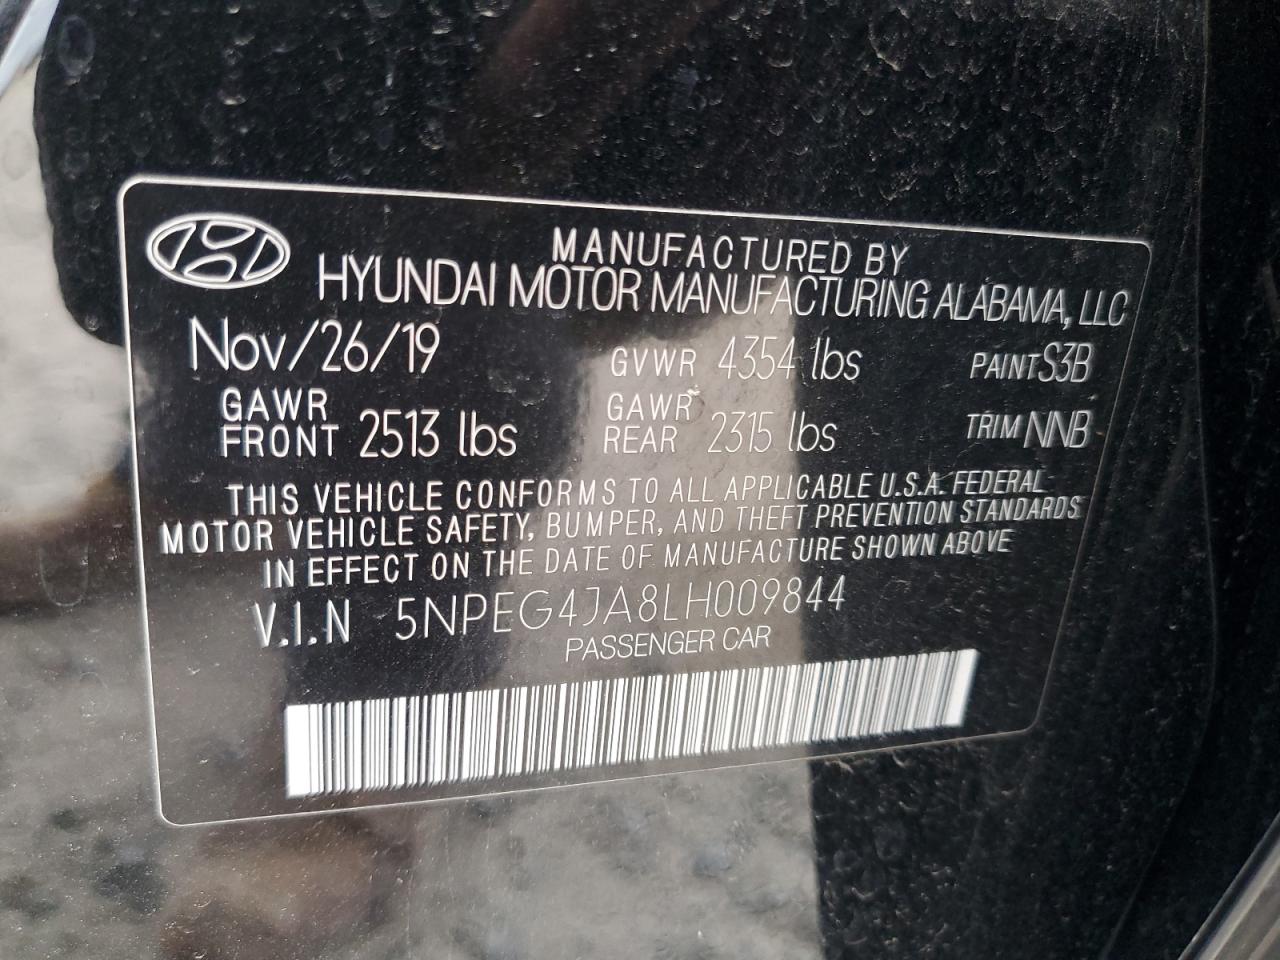 MANUFACTURED BY
HYUNDAI MOTOR MANUFACTURING ALABAMA, LLC
Nov/26/19 GVWR 4354 lbs PAINT S3B
GAWR FRONT 2513 lbs GAWR REAR 2315 lbs TRIM NNB
THIS VEHICLE CONFORMS TO ALL APPLICABLE U.S.A. FEDERAL
MOTOR VEHICLE SAFETY, BUMPER, AND THEFT PREVENTION STANDARDS
IN EFFECT ON THE DATE OF MANUFACTURE SHOWN ABOVE
V.I.N 5NPEG4JA8LH009844
PASSENGER CAR